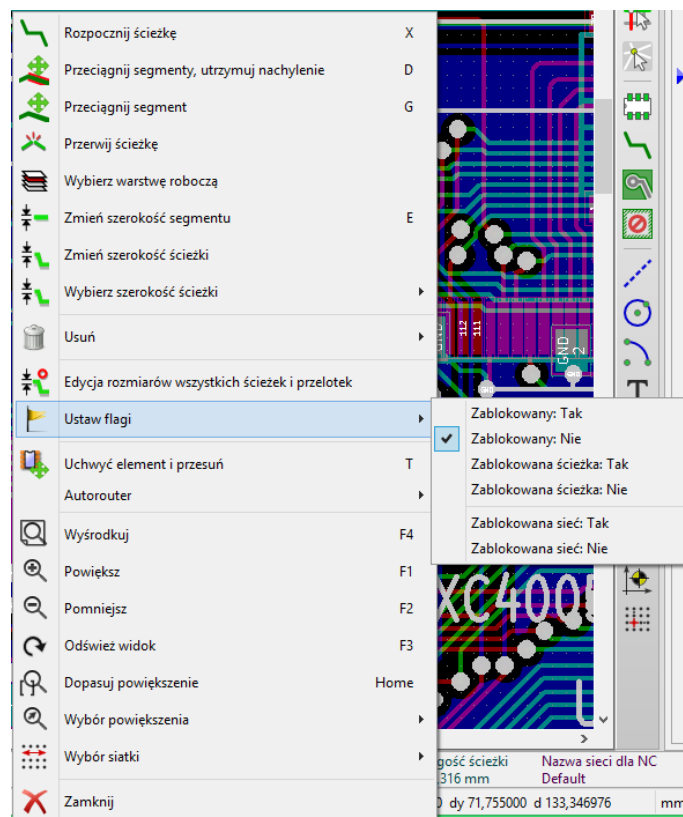 Rozpocznij ścieżkę X
Przeciągnij segmenty, utrzymuj nachylenie D
Przeciągnij segment G
Przerwij ścieżkę
Wybierz warstwę roboczą
Zmień szerokość segmentu E
Zmień szerokość ścieżki
Wybierz szerokość ścieżki
Usuń
Edycja rozmiarów wszystkich ścieżek i przelotek
Ustaw flagi
Zablokowany: Tak
Zablokowany: Nie
Zablokowana ścieżka: Tak
Zablokowana ścieżka: Nie
Zablokowana sieć: Tak
Zablokowana sieć: Nie
Uchwyć element i przesuń T
Autorouter
Wyśrodkuj F4
Powiększ F1
Pomniejsz F2
Odśwież widok F3
Dopasuj powiększenie Home
Wybór powiększenia
Wybór siatki
Zamknij
112
111
GND
2
GND
T
gość ścieżki Nazwa sieci dla NC
,316 mm Default
dy 71,755000 d 133,346976 mm